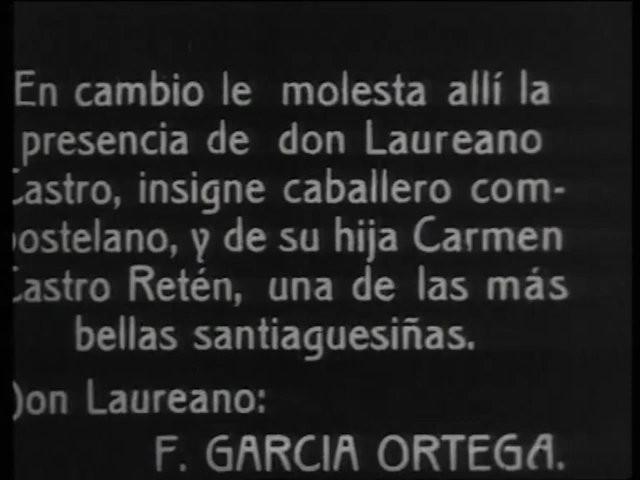 En cambio le molesta allí la
presencia de don Laureano
Castro, insigne caballero com-
postelano, y de su hija Carmen
Castro Retén, una de las más
bellas santiaguesiñas.
Don Laureano:
F. GARCIA ORTEGA.